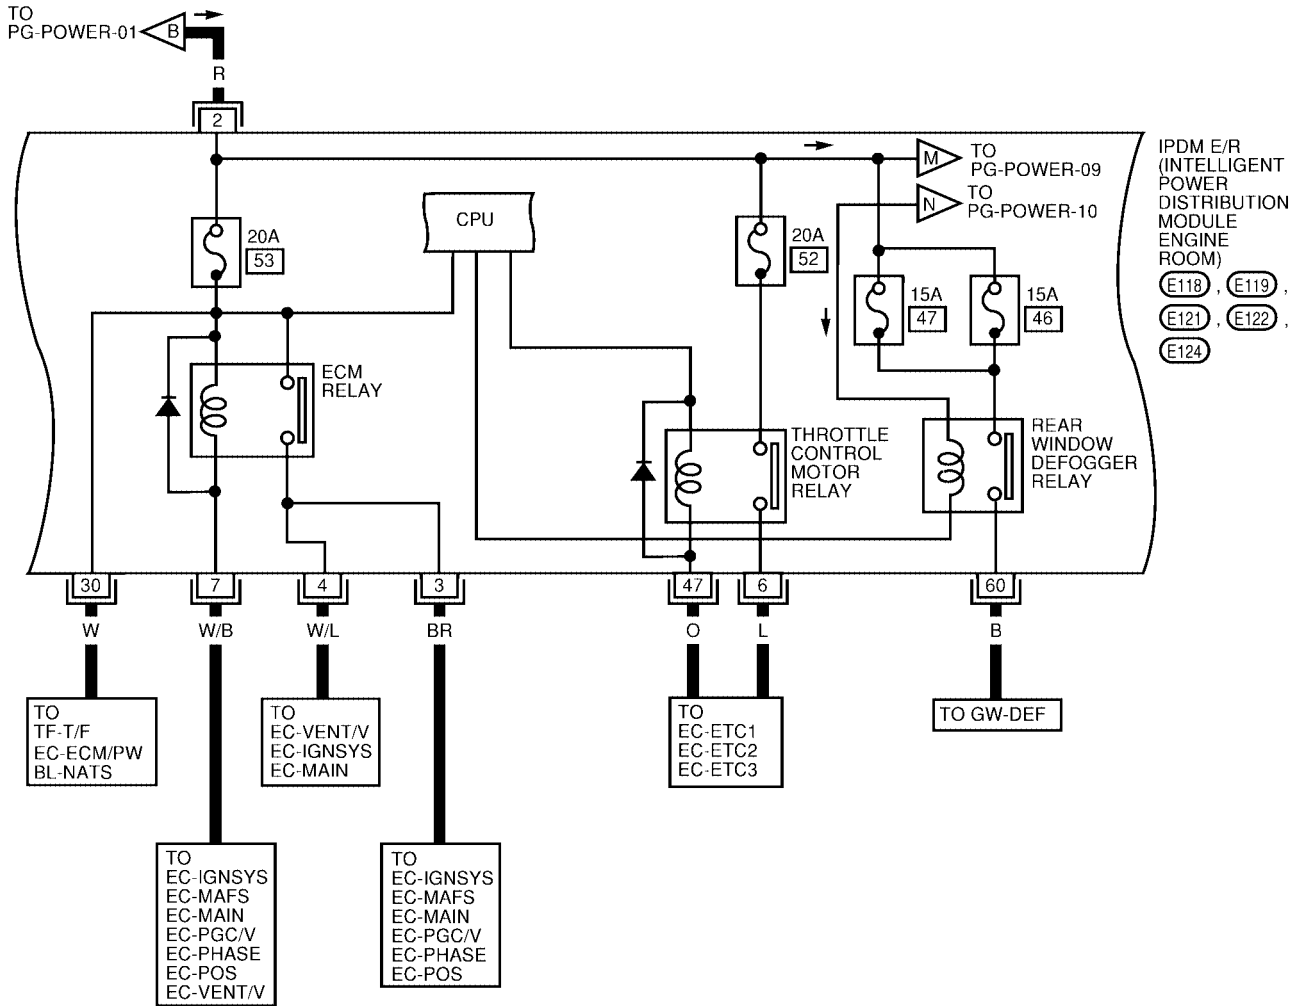 TO
PG-POWER-01
B
R
2
M
TO
PG-POWER-09
N
TO
PG-POWER-10
IPDM E/R
(INTELLIGENT
POWER
DISTRIBUTION
MODULE
ENGINE
ROOM)
E118 , E119 ,
E121 , E122 ,
E124
CPU
20A
53
20A
52
15A
47
15A
46
ECM
RELAY
THROTTLE
CONTROL
MOTOR
RELAY
REAR
WINDOW
DEFOGGER
RELAY
30
7
4
3
47
6
60
W
W/B
W/L
BR
O
L
B
TO
TF-T/F
EC-ECM/PW
BL-NATS
TO
EC-VENT/V
EC-IGNSYS
EC-MAIN
TO
EC-ETC1
EC-ETC2
EC-ETC3
TO GW-DEF
TO
EC-IGNSYS
EC-MAFS
EC-MAIN
EC-PGC/V
EC-PHASE
EC-POS
EC-VENT/V
TO
EC-IGNSYS
EC-MAFS
EC-MAIN
EC-PGC/V
EC-PHASE
EC-POS